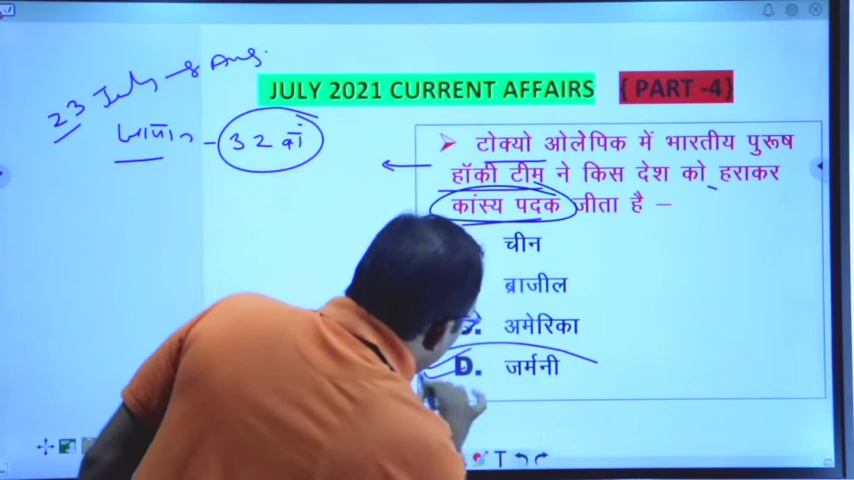 23 July - 8 Aug.
JULY 2021 CURRENT AFFAIRS { PART -4}
जापान - 32 वां
➢ टोक्यो ओलेपिक में भारतीय पुरूष
हॉकी टीम ने किस देश को हराकर
कांस्य पदक जीता है –
चीन
ब्राजील
अमेरिका
D. जर्मनी
T